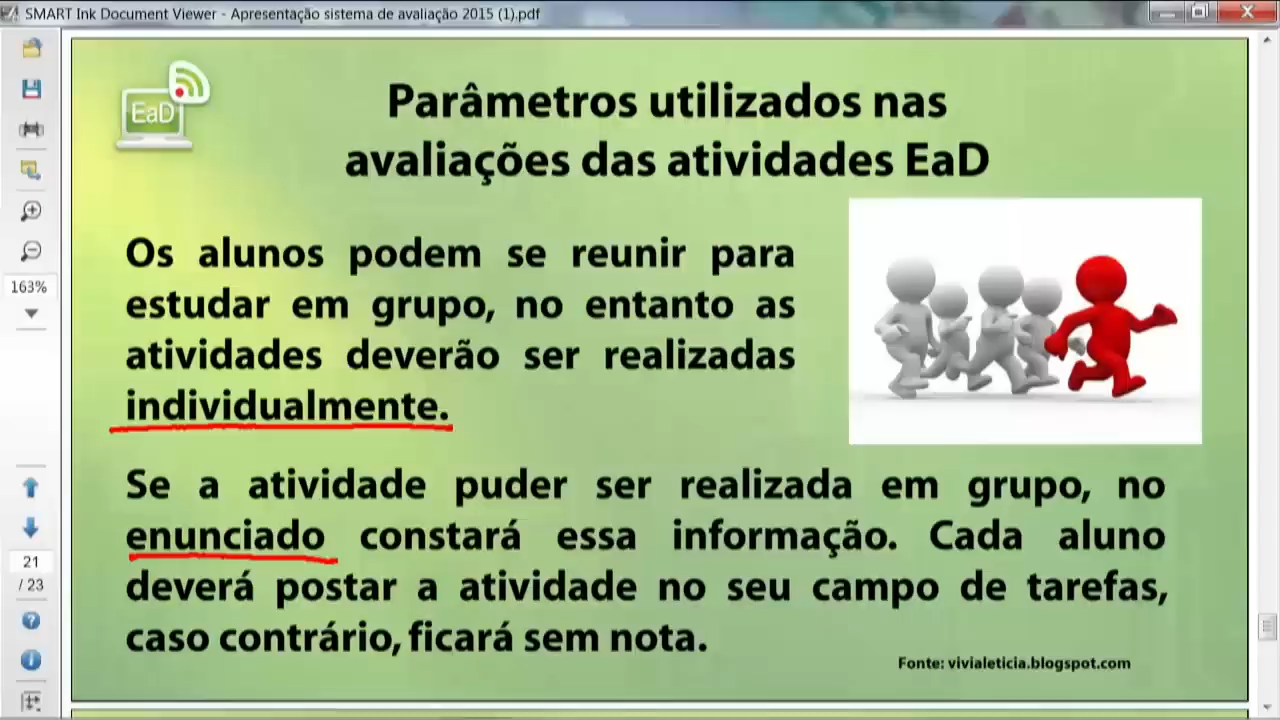 SMART Ink Document Viewer - Apresentação sistema de avaliação 2015 (1).pdf
EaD
Parâmetros utilizados nas
avaliações das atividades EaD
Os alunos podem se reunir para
estudar em grupo, no entanto as
atividades deverão ser realizadas
individualmente.
Se a atividade puder ser realizada em grupo, no
enunciado constará essa informação. Cada aluno
deverá postar a atividade no seu campo de tarefas,
caso contrário, ficará sem nota.
Fonte: vivialeticia.blogspot.com
163%
21
/ 23